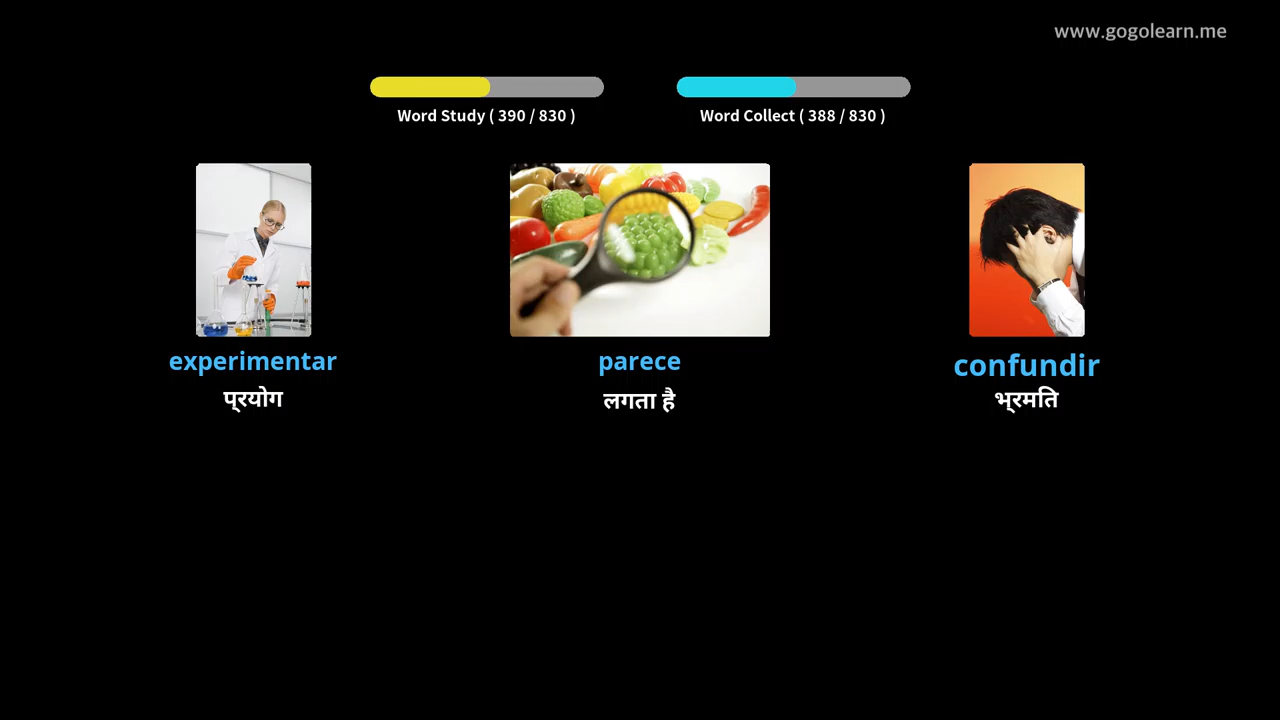 www.gogolearn.me
Word Study ( 390 / 830 )
Word Collect ( 388 / 830 )
experimentar
parece
confundir
प्रयोग
लगता है
भ्रमति